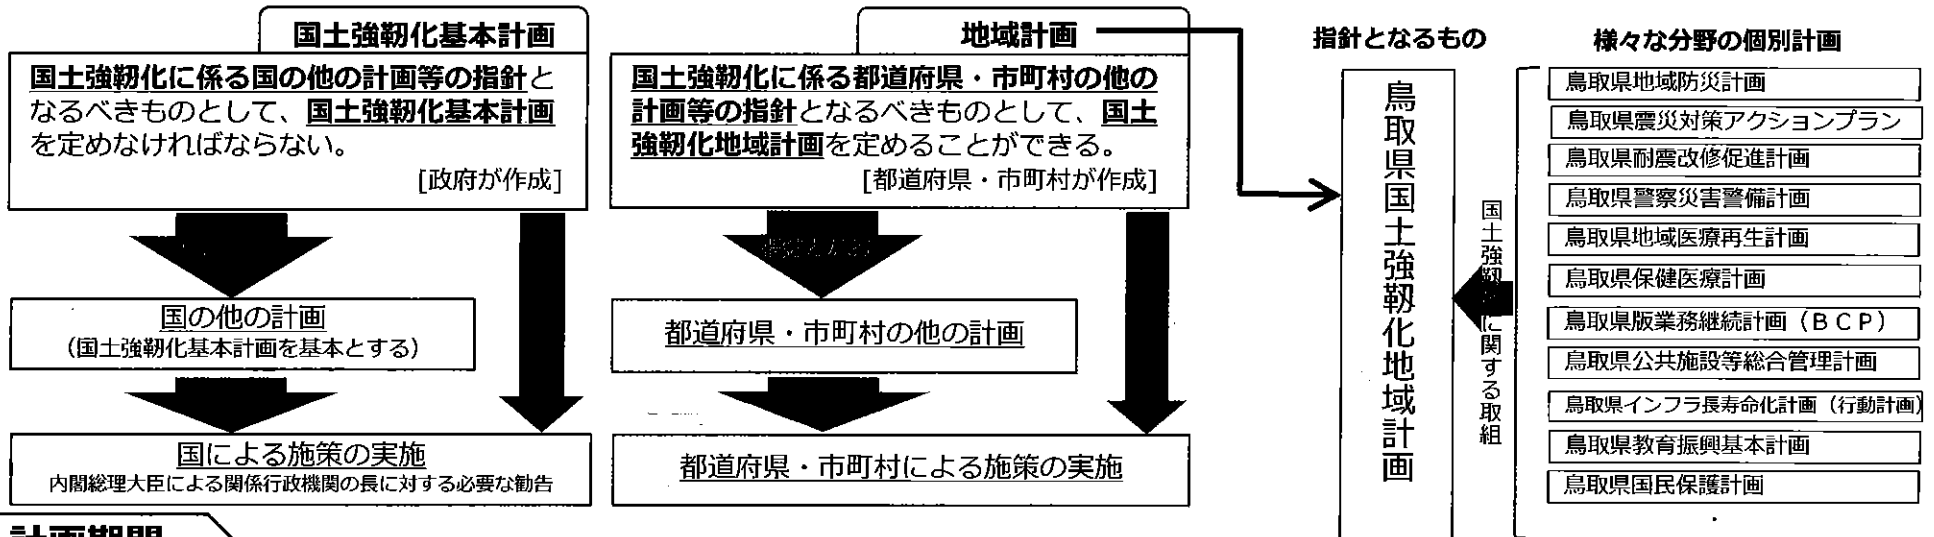 国土強靭化基本計画
国土強靭化に係る国の他の計画等の指針と
なるべきものとして、国土強靭化基本計画
を定めなければならない。
[政府が作成]
国の他の計画
(国土強靭化基本計画を基本とする)
国による施策の実施
内閣総理大臣による関係行政機関の長に対する必要な勧告
地域計画
国土強靭化に係る都道府県・市町村の他の
計画等の指針となるべきものとして、国土
強靭化地域計画を定めることができる。
[都道府県・市町村が作成]
都道府県・市町村の他の計画
都道府県・市町村による施策の実施
指針となるもの
鳥取県国土強靭化地域計画
国土強靭に関する取組
様々な分野の個別計画
鳥取県地域防災計画
鳥取県震災対策アクションプラン
鳥取県耐震改修促進計画
鳥取県警察災害警備計画
鳥取県地域医療再生計画
鳥取県保健医療計画
鳥取県版業務継続計画(BCP)
鳥取県公共施設等総合管理計画
鳥取県インフラ長寿命化計画(行動計画)
鳥取県教育振興基本計画
鳥取県国民保護計画
計画期間